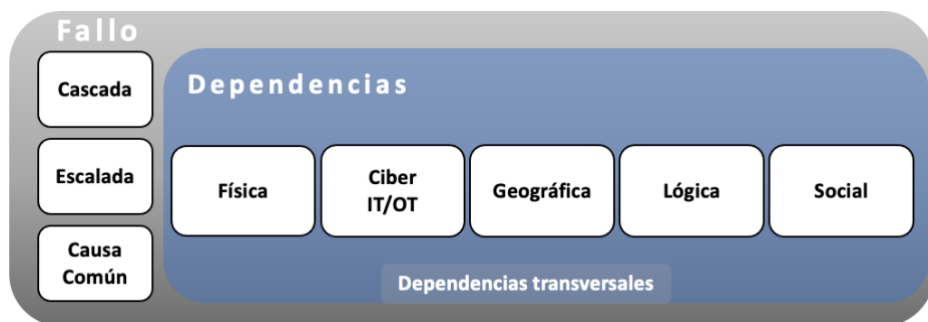 Fallo
Cascada
Escalada
Causa
Común
Dependencias
Física
Ciber
IT/OT
Geográfica
Lógica
Social
Dependencias transversales